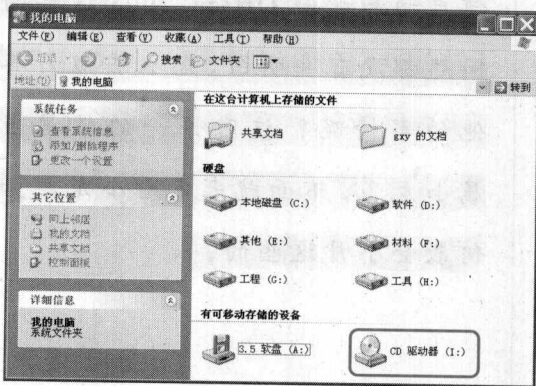 我的电脑
文件(F) 编辑(E) 查看(V) 收藏(A) 工具(T) 帮助(H)
后退 搜索 文件夹
地址(D) 我的电脑 转到
系统任务
查看系统信息
添加/删除程序
更改一个设置
其它位置
网上邻居
我的文档
共享文档
控制面板
详细信息
我的电脑
系统文件夹
在这台计算机上存储的文件
共享文档 gxy 的文档
硬盘
本地磁盘 (C:) 软件 (D:)
其他 (E:) 材料 (F:)
工程 (G:) 工具 (H:)
有可移动存储的设备
3.5 软盘 (A:) CD 驱动器 (I:)